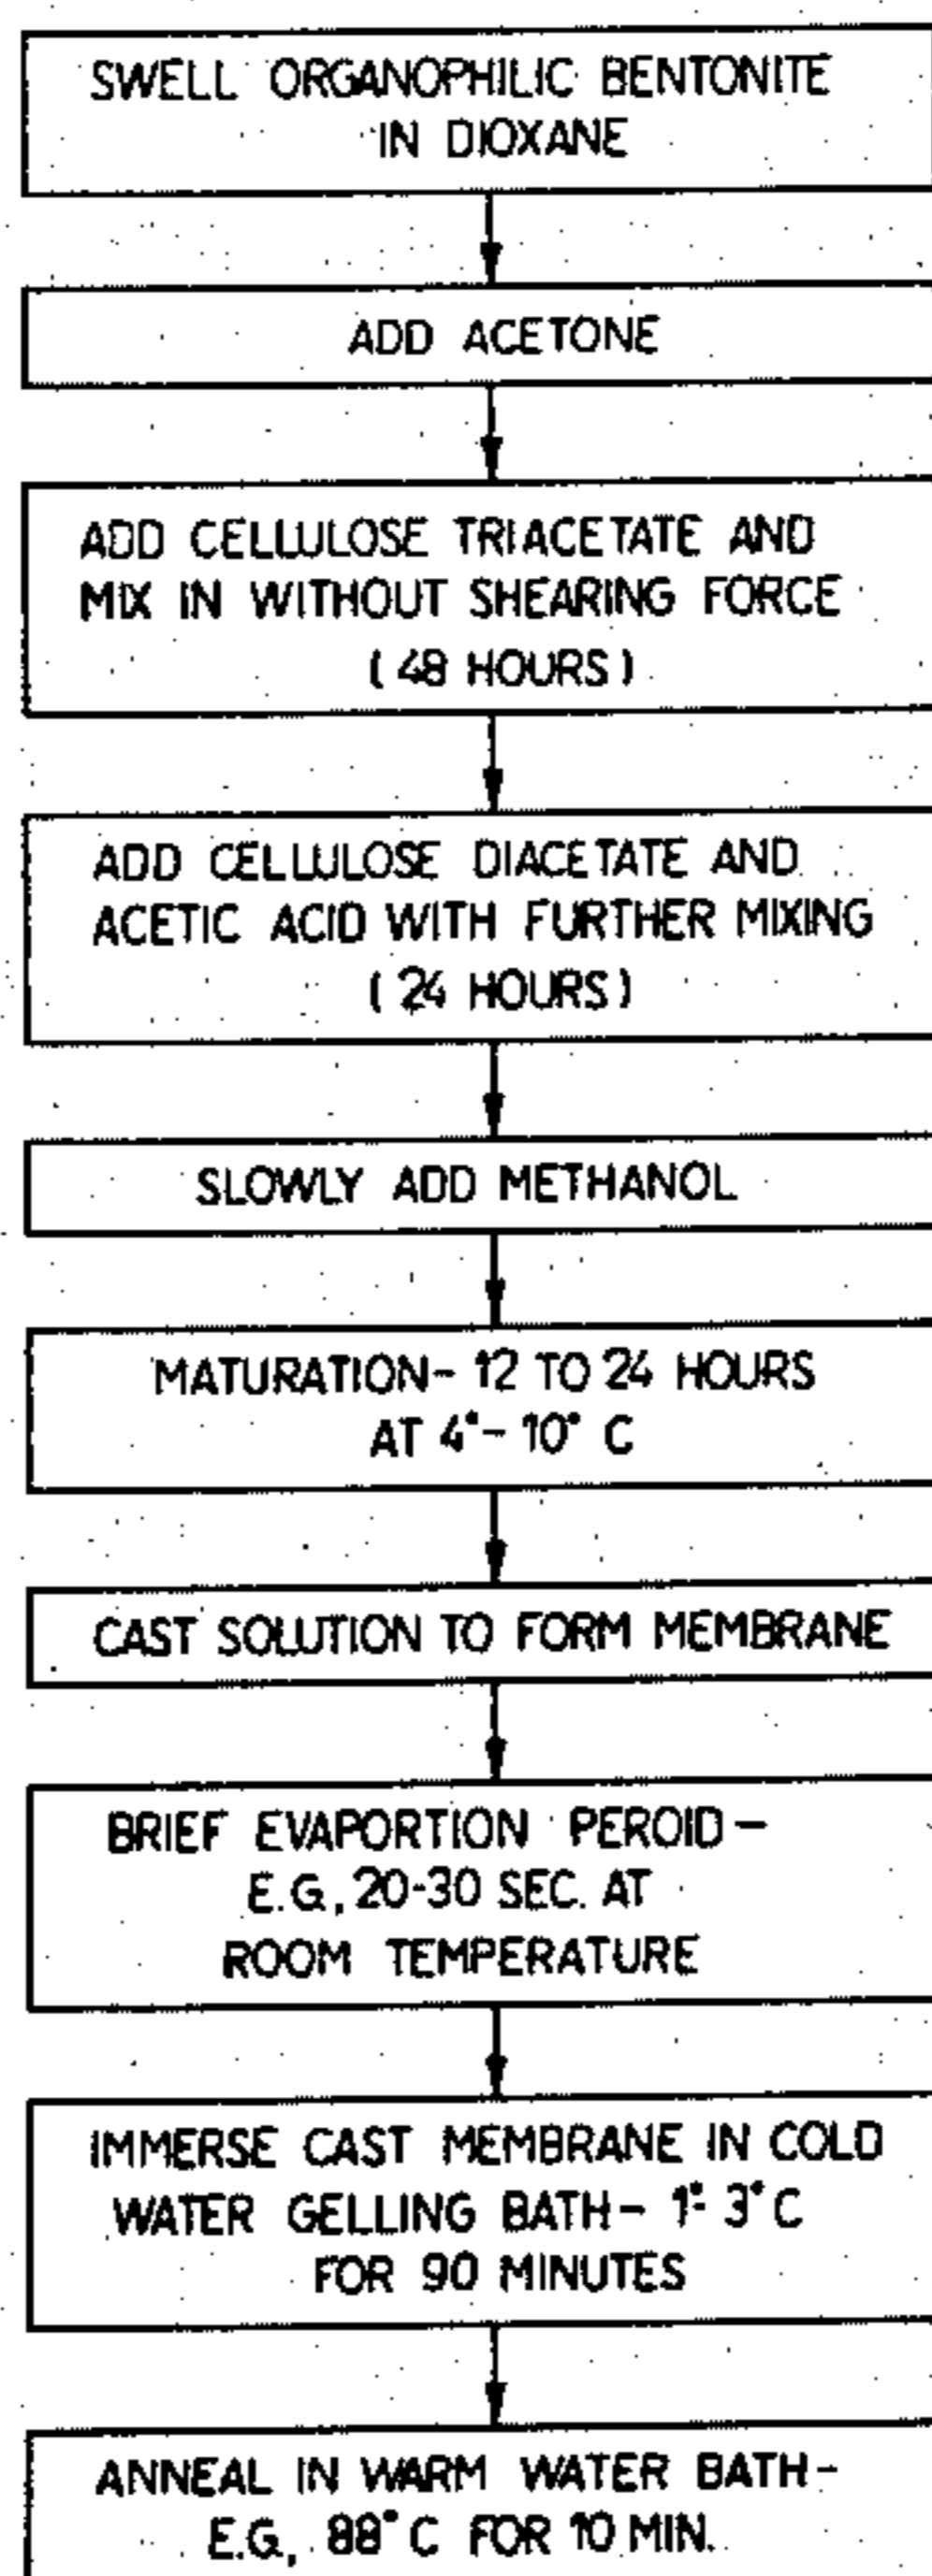 SWELL ORGANOPHILIC BENTONITE
IN DIOXANE
ADD ACETONE
ADD CELLULOSE TRIACETATE AND
MIX IN WITHOUT SHEARING FORCE
(48 HOURS)
ADD CELLULOSE DIACETATE AND
ACETIC ACID WITH FURTHER MIXING
(24 HOURS)
SLOWLY ADD METHANOL
MATURATION- 12 TO 24 HOURS
AT 4°- 10° C
CAST SOLUTION TO FORM MEMBRANE
BRIEF EVAPORTION PEROID-
E.G., 20-30 SEC. AT
ROOM TEMPERATURE
IMMERSE CAST MEMBRANE IN COLD
WATER GELLING BATH- 1°- 3°C
FOR 90 MINUTES
ANNEAL IN WARM WATER BATH-
E.G., 88°C FOR 10 MIN.